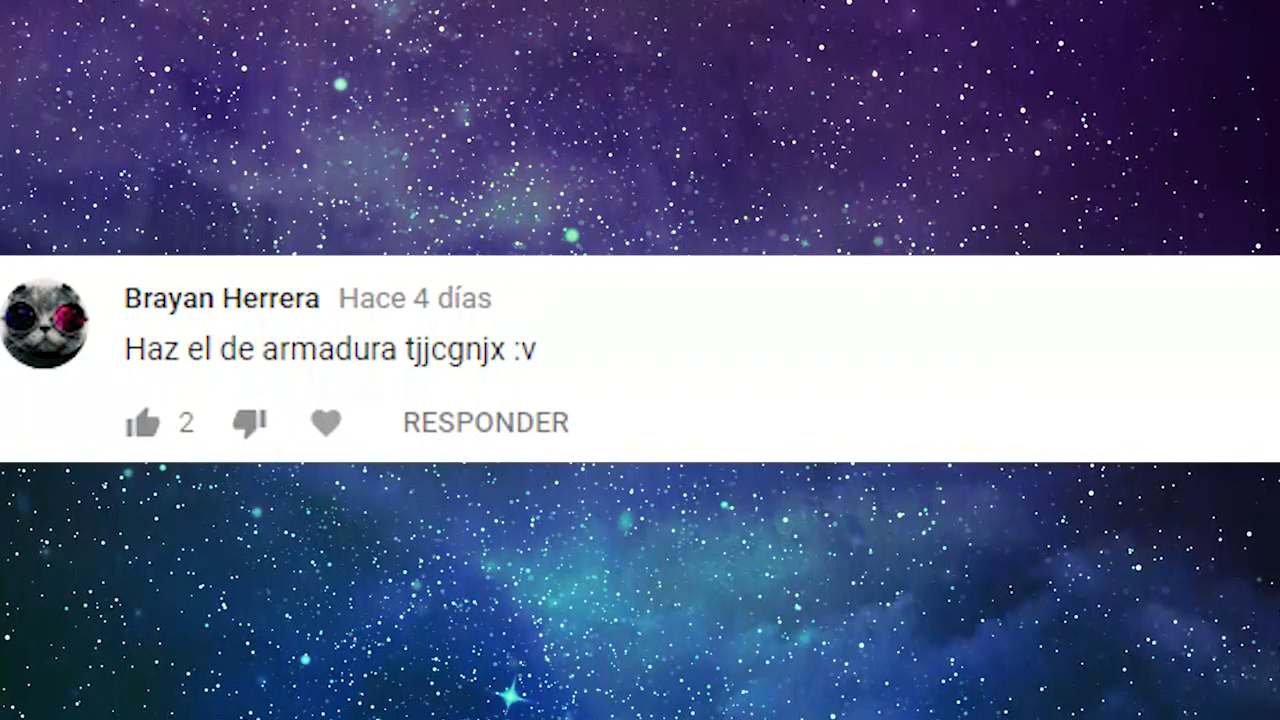 Brayan Herrera Hace 4 días
Haz el de armadura tjjcgnjx :v
2 RESPONDER